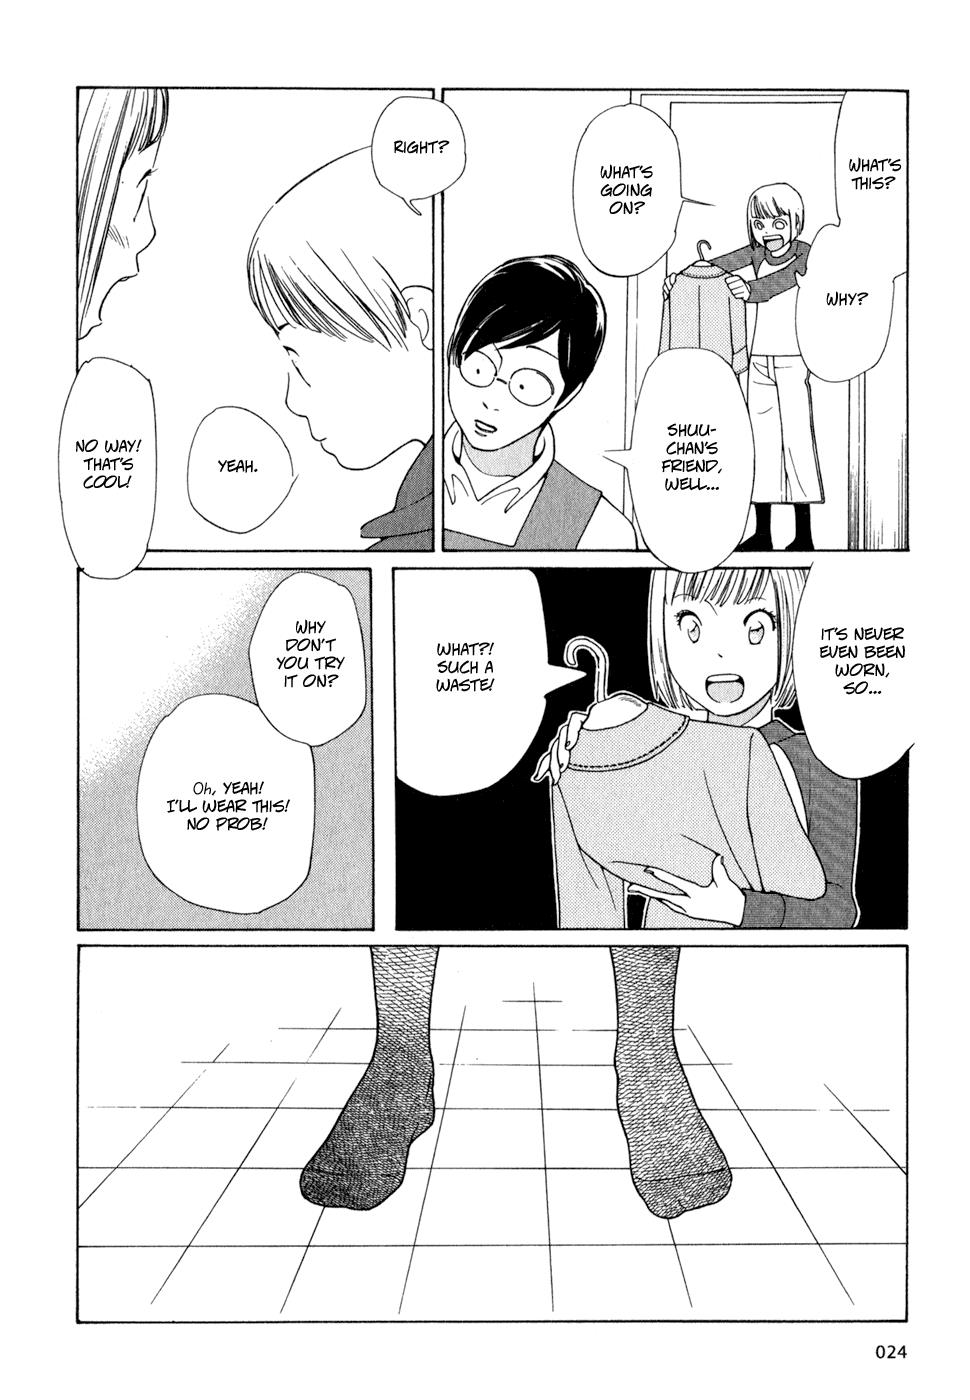 WHAT'S
THIS?
WHY?
WHAT'S
GOING
ON?
SHUU-
CHAN'S
FRIEND,
WELL...
RIGHT?
YEAH.
NO WAY!
THAT'S
COOL!
IT'S NEVER
EVEN BEEN
WORN,
SO...
WHAT?!
SUCH A
WASTE!
WHY
DON'T
YOU TRY
IT ON?
Oh, YEAH!
I'LL WEAR THIS!
NO PROB!
024